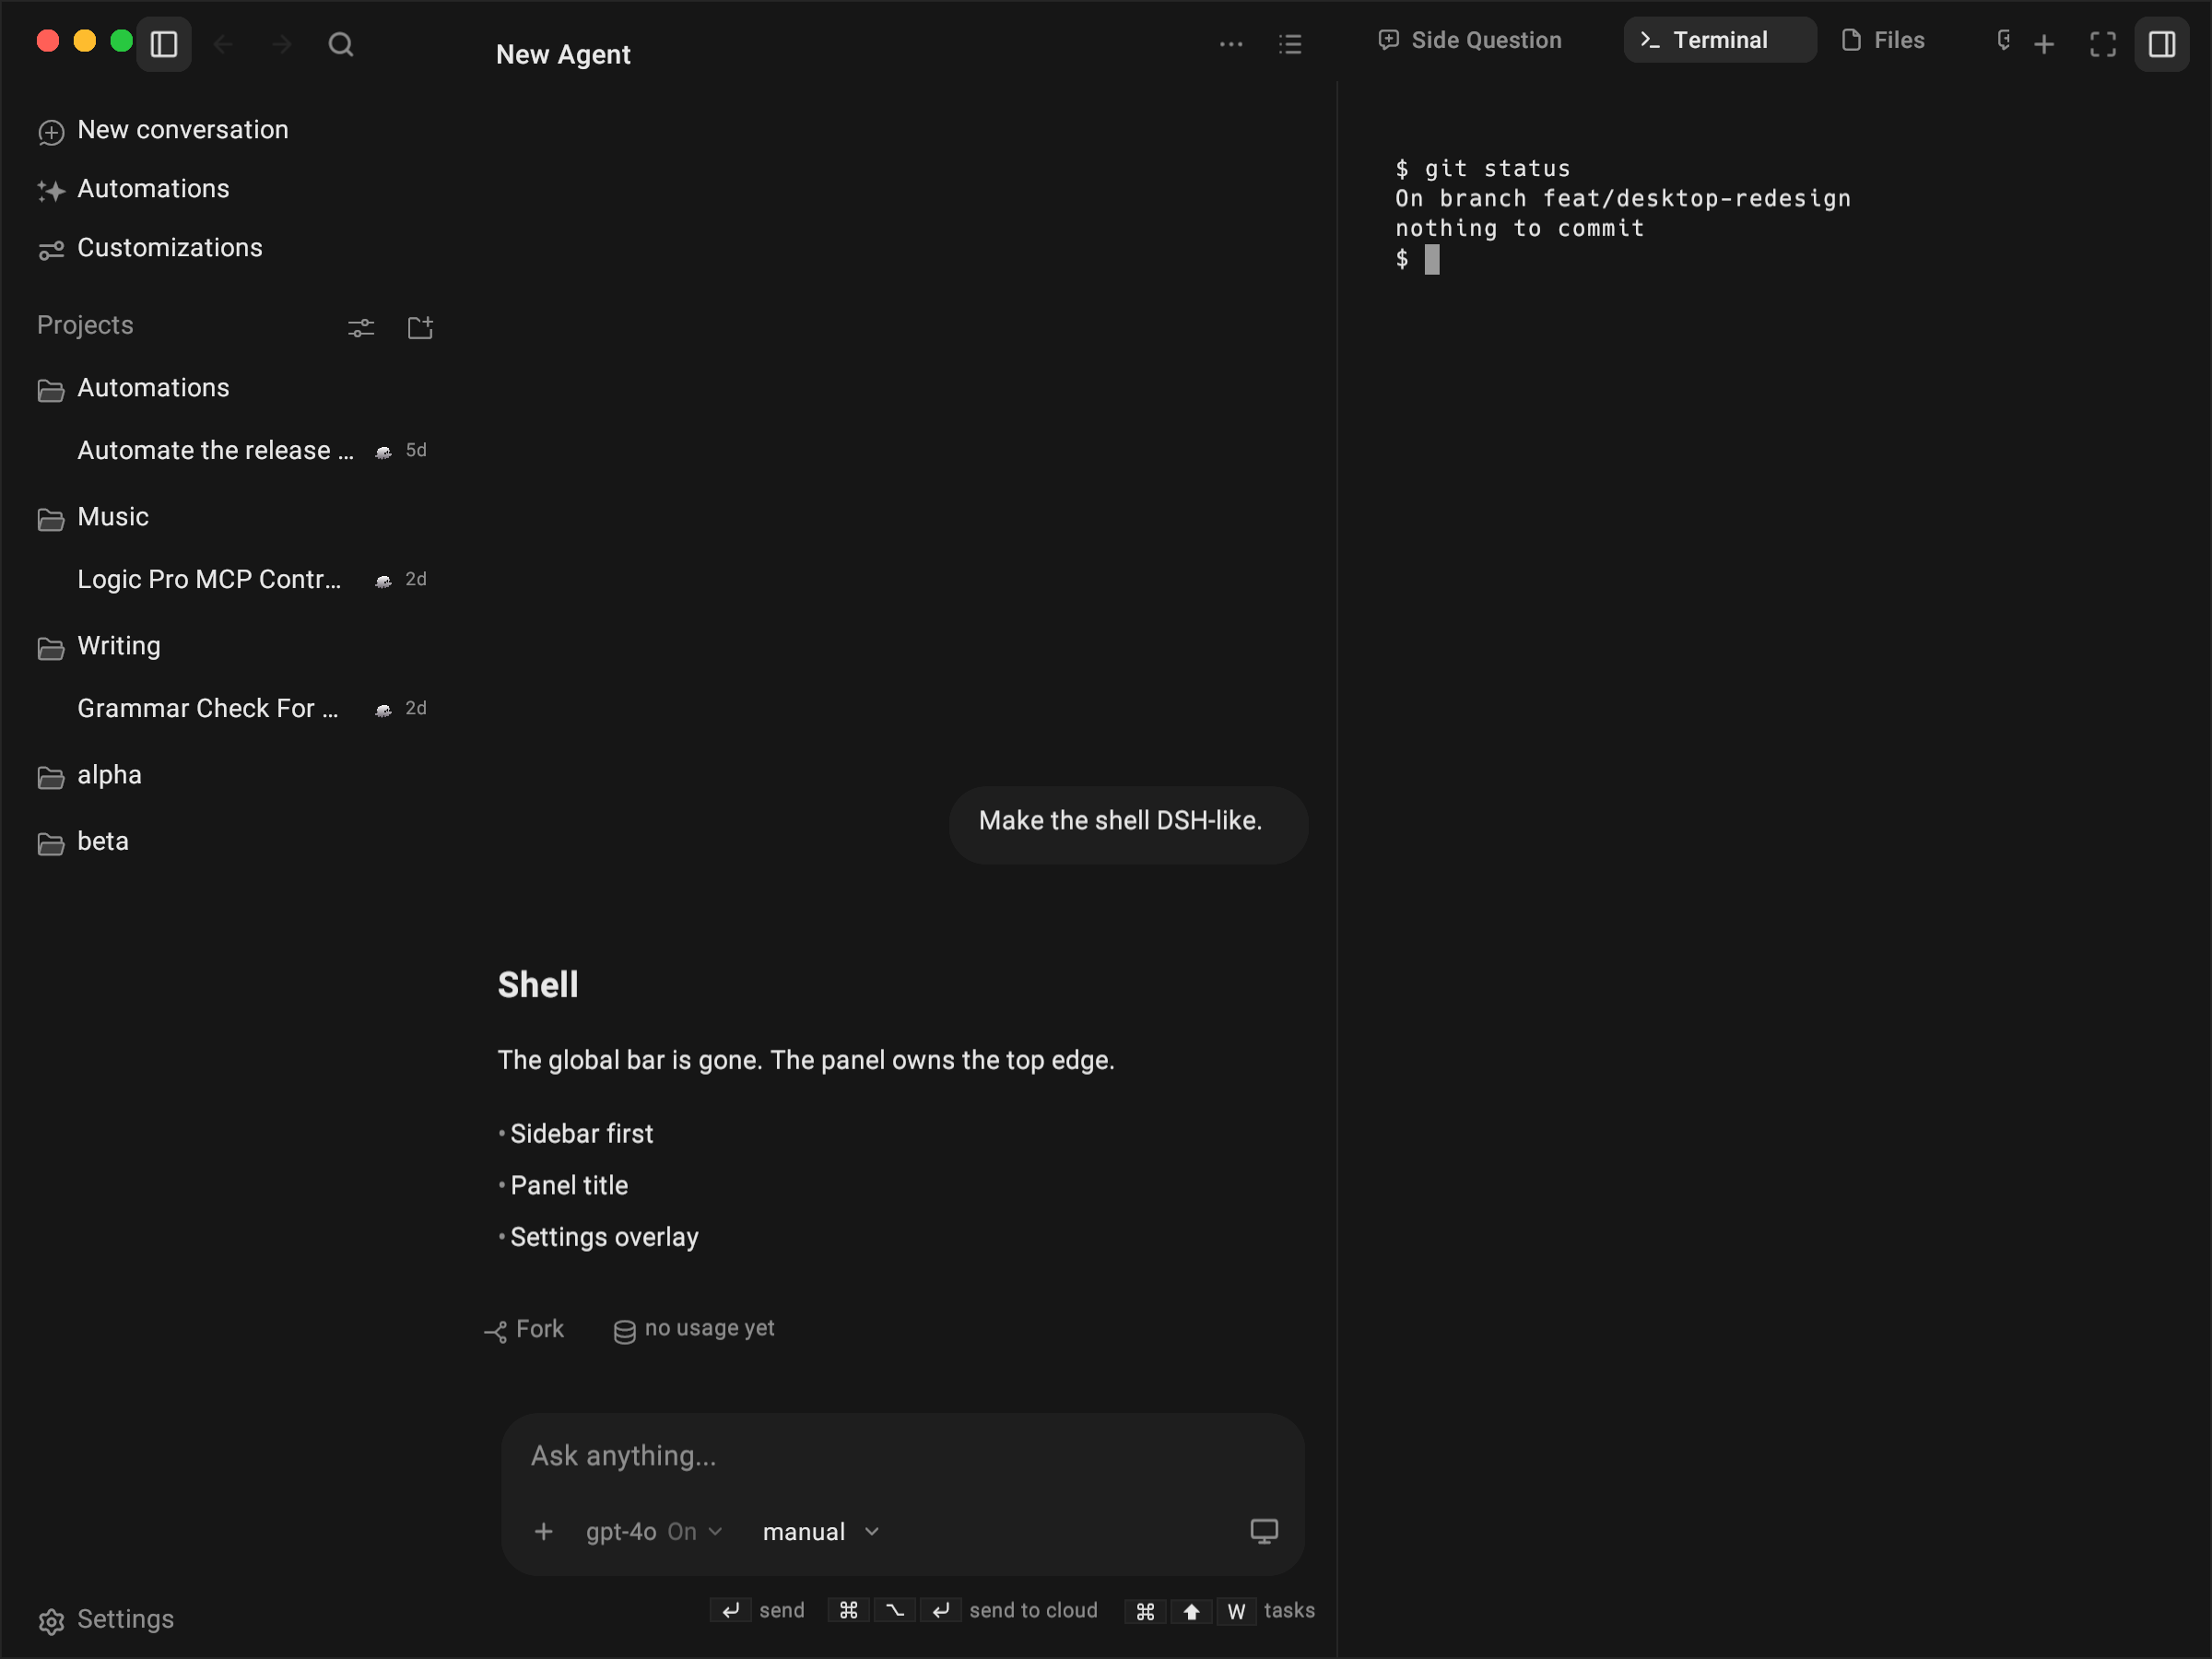 New Agent
Side Question
Terminal
Files
New conversation
Automations
Customizations
Projects
Automations
Automate the release ... 5d
Music
Logic Pro MCP Contr... 2d
Writing
Grammar Check For ... 2d
alpha
beta
Settings
Make the shell DSH-like.
Shell
The global bar is gone. The panel owns the top edge.
• Sidebar first
• Panel title
• Settings overlay
Fork no usage yet
Ask anything...
gpt-4o On manual
send ⌘ ⌥ send to cloud ⌘ W tasks
$ git status
On branch feat/desktop-redesign
nothing to commit
$